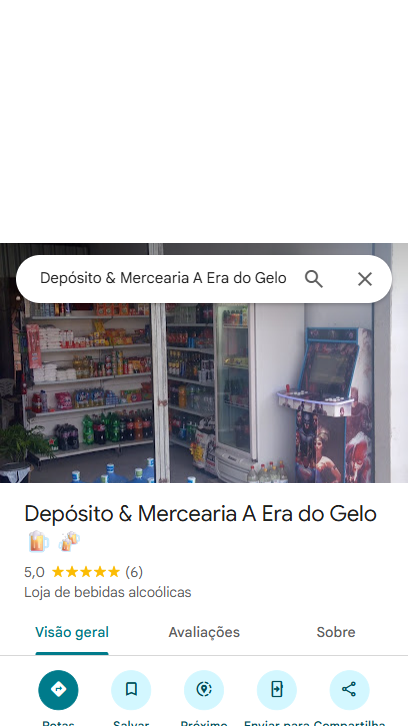 Depósito & Mercearia A Era do Gelo
Depósito & Mercearia A Era do Gelo
🍺 🍻
5,0 ★★★★★ (6)
Loja de bebidas alcoólicas
Visão geral Avaliações Sobre
Rotas Salvar Próximo Enviar para Compartilha